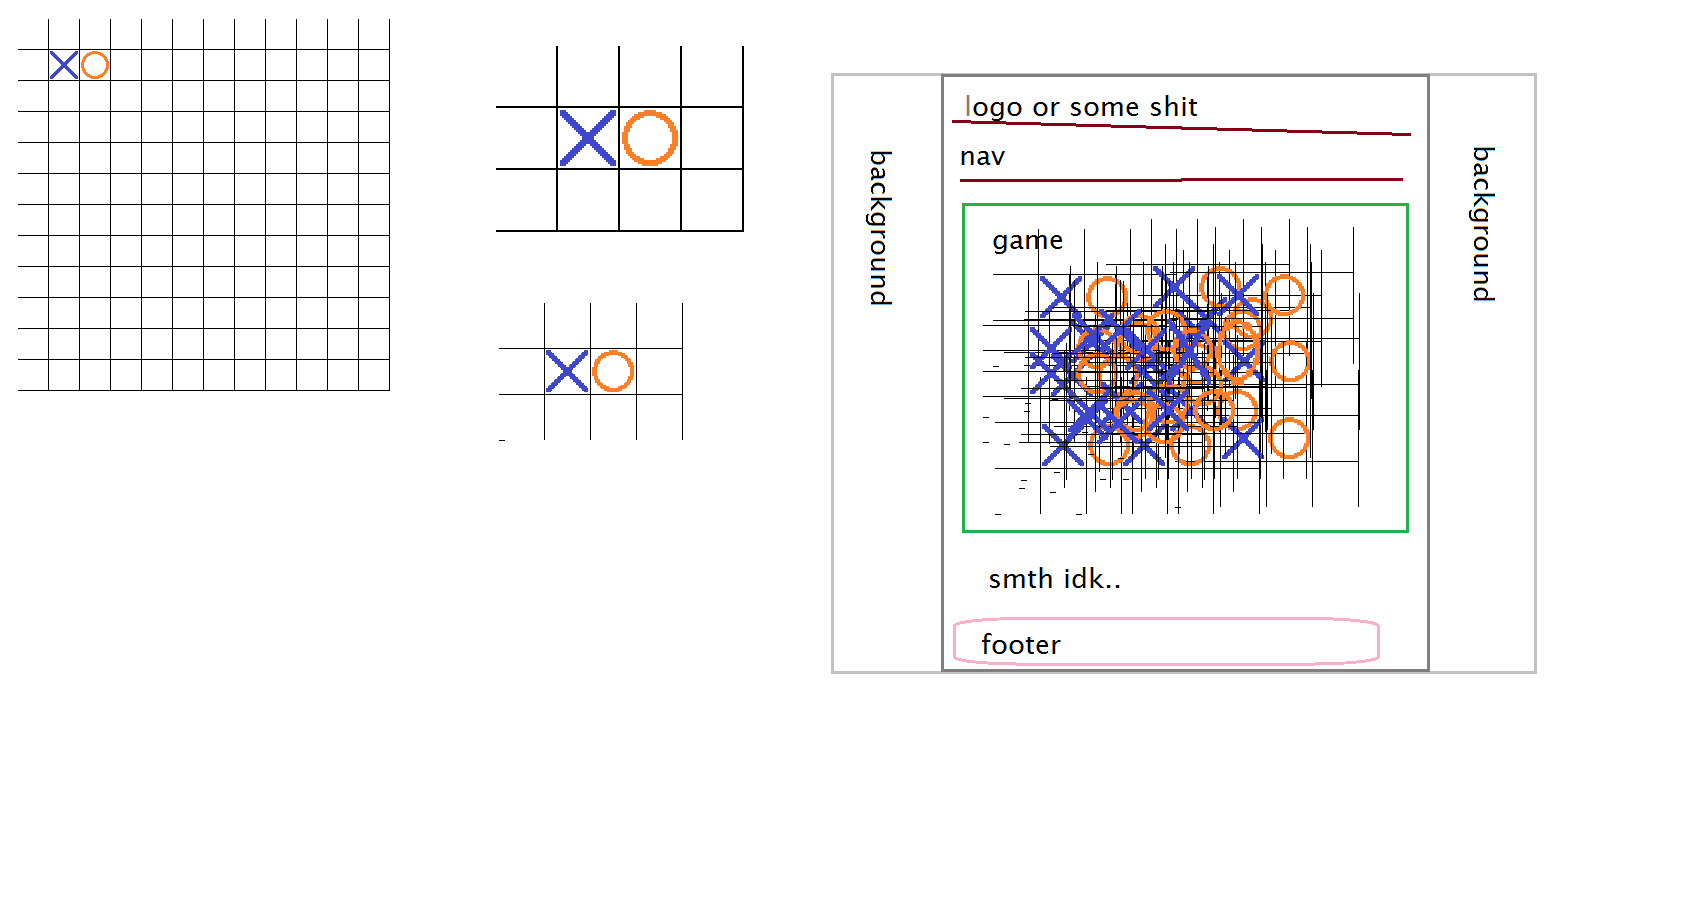 logo or some shit
nav
background
background
game
smth idk..
footer